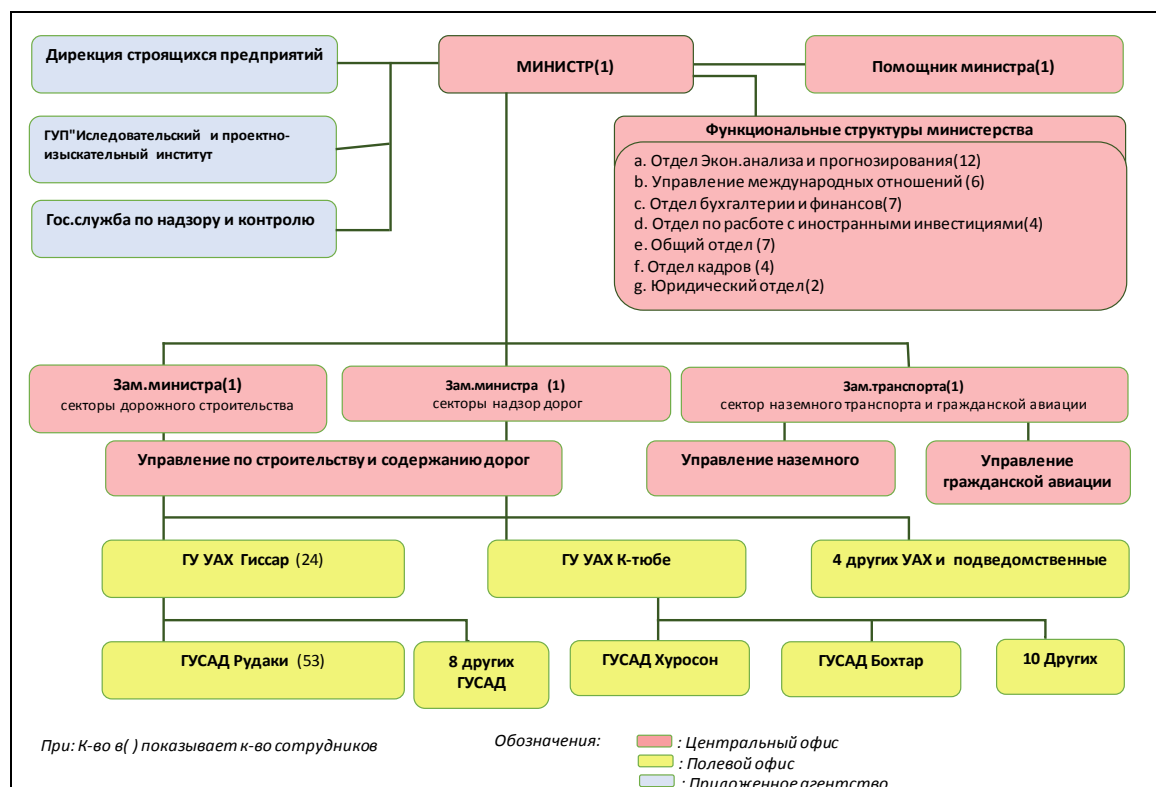 Дирекция строящихся предприятий
МИНИСТР(1)
Помощник министра(1)
ГУП"Иследовательский и проектно-
изыскательный институт
Гос.служба по надзору и контролю
Функциональные структуры министерства
a. Отдел Экон.анализа и прогнозирования(12)
b. Управление международных отношений (6)
c. Отдел бухгалтерии и финансов(7)
d. Отдел по расботе с иностранными инвестициями(4)
e. Общий отдел (7)
f. Отдел кадров (4)
g. Юридический отдел(2)
Зам.министра(1)
секторы дорожного строительства
Зам.министра (1)
секторы надзор дорог
Зам.транспорта(1)
сектор наземного транспорта и гражданской авиации
Управление по строительству и содержанию дорог
Управление наземного
Управление
гражданской авиации
ГУ УАХ Гиссар (24)
ГУ УАХ К-тюбе
4 других УАХ и подведомственные
ГУСАД Рудаки (53)
8 других
ГУСАД
ГУСАД Хуросон
ГУСАД Бохтар
10 Других
При: К-во в( ) показывает к-во сотрудников
Обозначения:
: Центральный офис
: Полевой офис
: Приложенное агентство